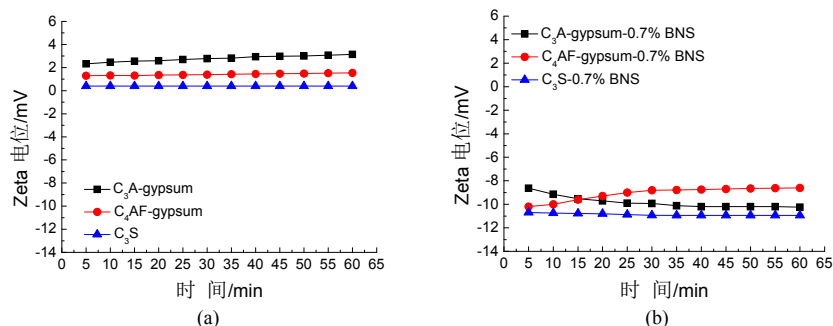 6
4
2
0
-2
-4
-6
-8
-10
-12
-14
Zeta 电位/mV
C₃A-gypsum
C₄AF-gypsum
C₃S
0 5 10 15 20 25 30 35 40 45 50 55 60 65
时 间/min
(a)
6
4
2
0
-2
-4
-6
-8
-10
-12
-14
Zeta 电位/mV
C₃A-gypsum-0.7% BNS
C₄AF-gypsum-0.7% BNS
C₃S-0.7% BNS
0 5 10 15 20 25 30 35 40 45 50 55 60 65
时 间/min
(b)